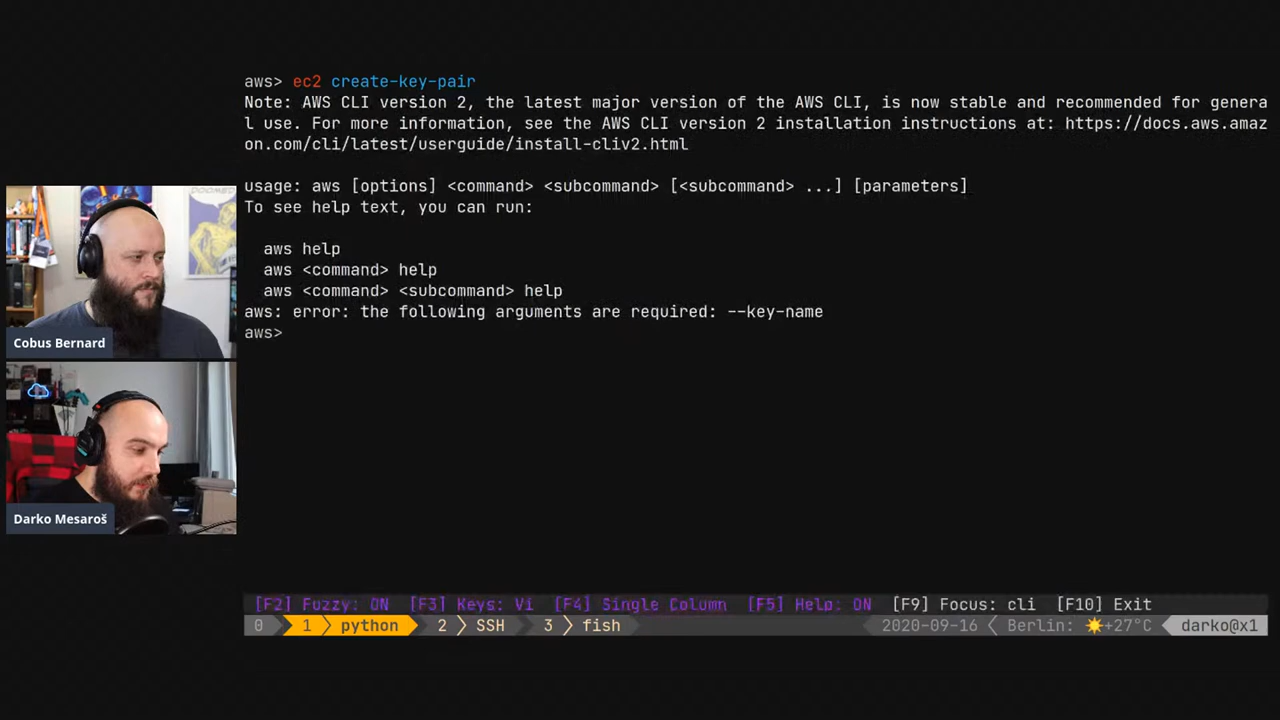 aws> ec2 create-key-pair
Note: AWS CLI version 2, the latest major version of the AWS CLI, is now stable and recommended for genera
l use. For more information, see the AWS CLI version 2 installation instructions at: https://docs.aws.amaz
on.com/cli/latest/userguide/install-cliv2.html
usage: aws [options] <command> <subcommand> [<subcommand> ...] [parameters]
To see help text, you can run:
aws help
aws <command> help
aws <command> <subcommand> help
aws: error: the following arguments are required: --key-name
aws>
DOOMED
Cobus Bernard
Darko Mesaroš
[F2] Fuzzy: ON [F3] Keys: Vi [F4] Single Column [F5] Help: ON [F9] Focus: cli [F10] Exit
0 1 python 2 SSH 3 fish 2020-09-16 Berlin: ☀️+27°C darko@x1